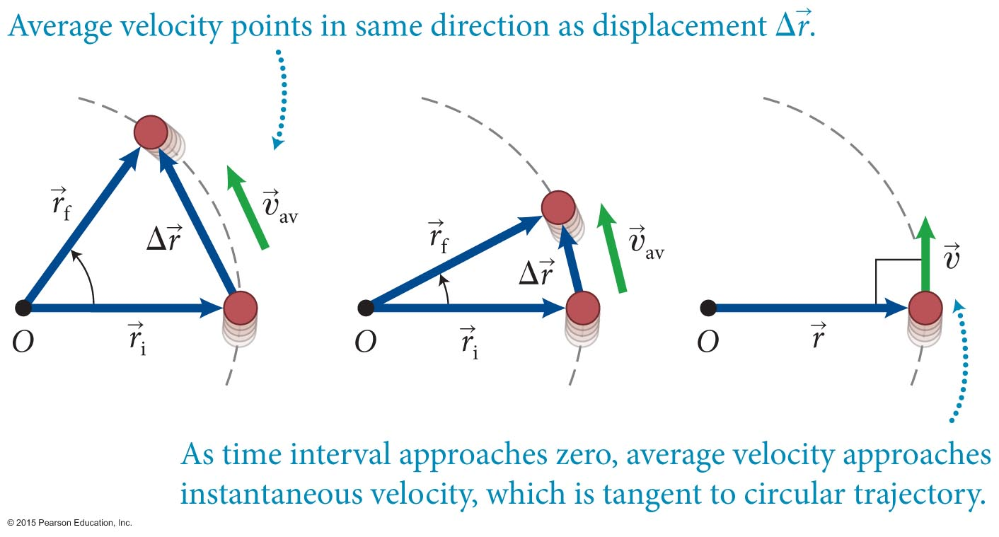 Average velocity points in same direction as displacement Δr⃗.
r⃗f
Δr⃗
v⃗av
O
r⃗i
r⃗f
Δr⃗
v⃗av
O
r⃗i
v⃗
O
r⃗
As time interval approaches zero, average velocity approaches
instantaneous velocity, which is tangent to circular trajectory.
© 2015 Pearson Education, Inc.